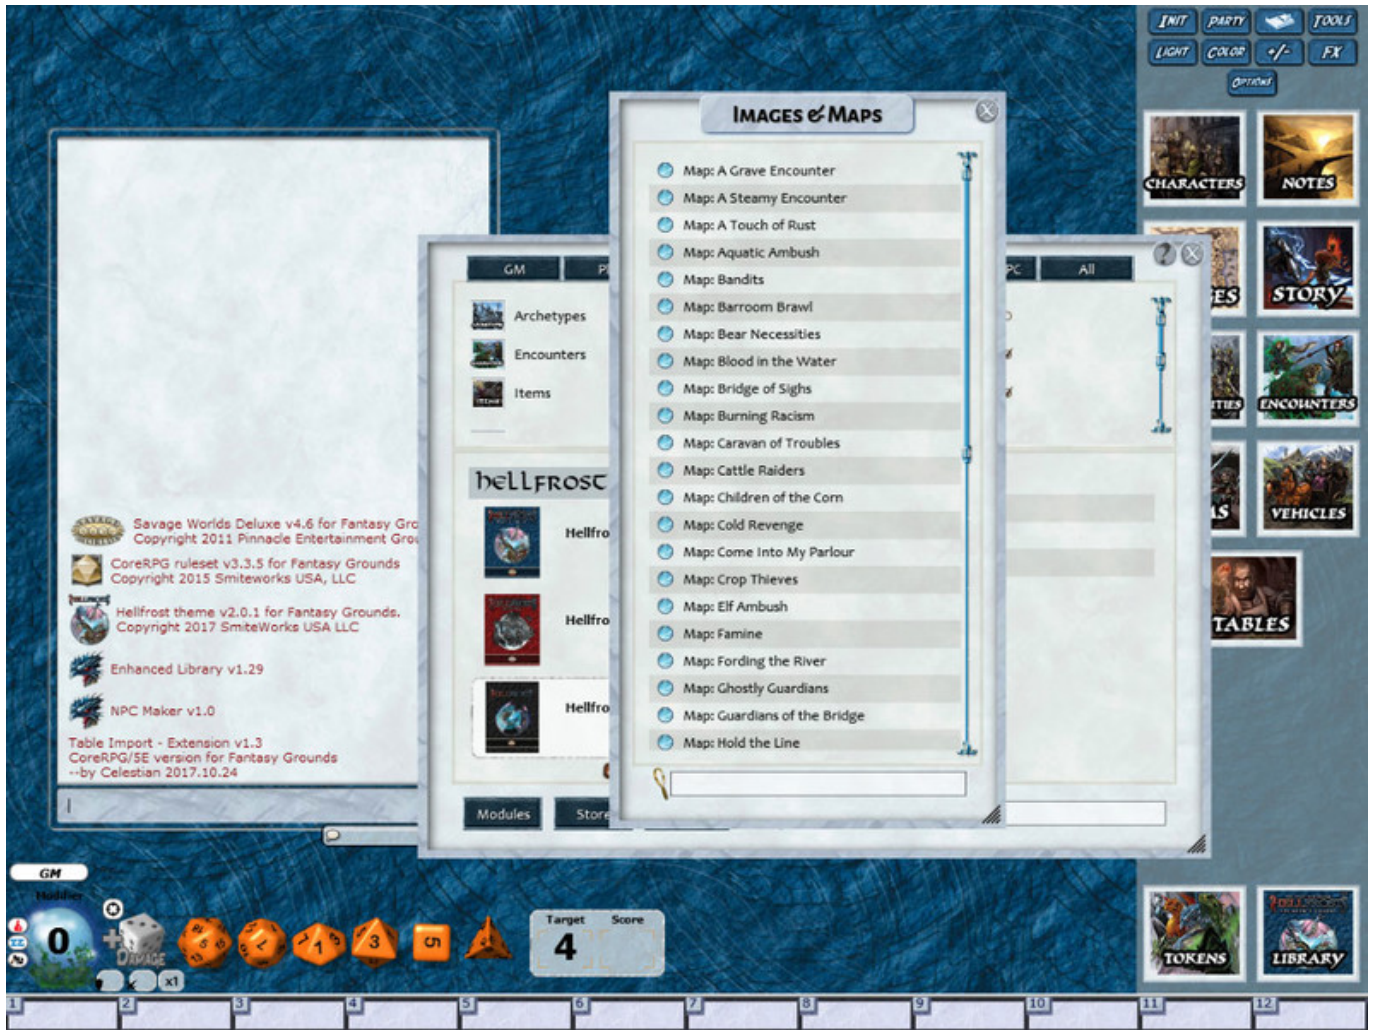 INIT
PARTY
TOOLS
LIGHT
COLOR
+/-
FX
OPTIONS
IMAGES & MAPS
Map: A Grave Encounter
Map: A Steamy Encounter
Map: A Touch of Rust
Map: Aquatic Ambush
Map: Bandits
Map: Barroom Brawl
Map: Bear Necessities
Map: Blood in the Water
Map: Bridge of Sighs
Map: Burning Racism
Map: Caravan of Troubles
Map: Cattle Raiders
Map: Children of the Corn
Map: Cold Revenge
Map: Come Into My Parlour
Map: Crop Thieves
Map: Elf Ambush
Map: Famine
Map: Fording the River
Map: Ghostly Guardians
Map: Guardians of the Bridge
Map: Hold the Line
GM
All
?
Archetypes
Encounters
Items
HELLFROST
Hellfro
Hellfro
Hellfro
Modules
Store
Savage Worlds Deluxe v4.6 for Fantasy Gro
Copyright 2011 Pinnacle Entertainment Grou
CoreRPG ruleset v3.3.5 for Fantasy Grounds
Copyright 2015 Smiteworks USA, LLC
Hellfrost theme v2.0.1 for Fantasy Grounds.
Copyright 2017 SmiteWorks USA LLC
Enhanced Library v1.29
NPC Maker v1.0
Table Import - Extension v1.3
CoreRPG/5E version for Fantasy Grounds
--by Celestian 2017.10.24
CHARACTERS
NOTES
STORY
ENCOUNTERS
VEHICLES
TABLES
TOKENS
LIBRARY
GM
Modifier
0
DAMAGE
x1
Target
Score
4
1 2 3 4 5 6 7 8 9 10 11 12